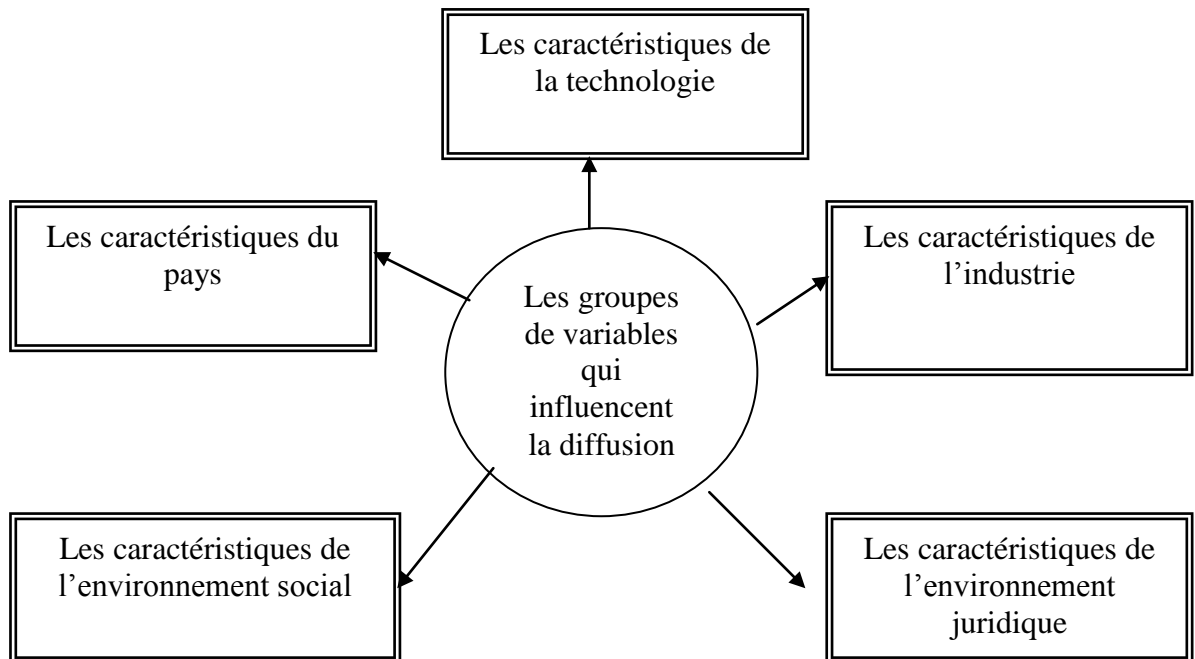 Les caractéristiques de
la technologie
Les caractéristiques du
pays
Les caractéristiques de
l’industrie
Les groupes
de variables
qui
influencent
la diffusion
Les caractéristiques de
l’environnement social
Les caractéristiques de
l’environnement
juridique